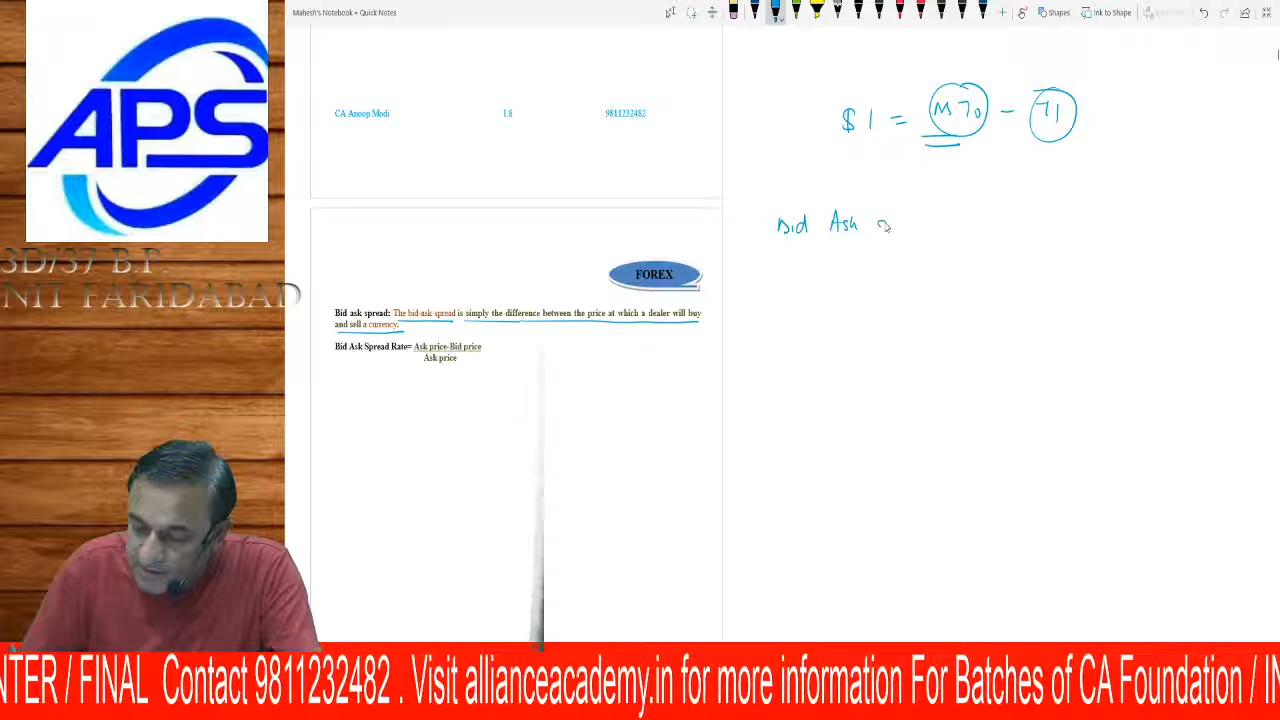 Mahesh's Notebook » Quick Notes
Shapes
Ink to Shape
APS
3D/37 B.P.
NIT FARIDABAD
CA Anoop Modi 1.8 9811232482
$ 1 = 70 - 71
Bid Ask
FOREX
Bid ask spread: The bid-ask spread is simply the difference between the price at which a dealer will buy
and sell a currency.
Bid Ask Spread Rate= Ask price-Bid price
Ask price
NTER / FINAL Contact 9811232482 . Visit allianceacademy.in for more information For Batches of CA Foundation / IN